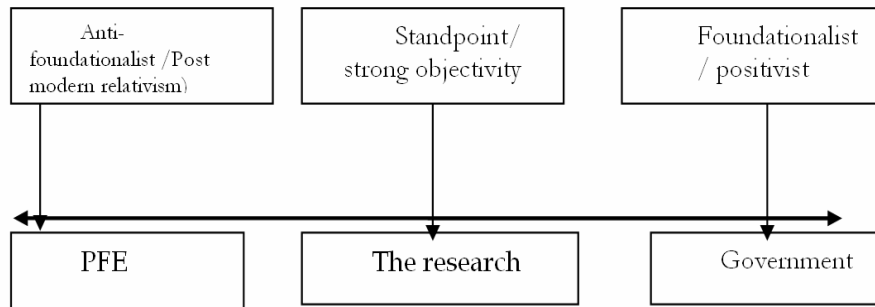 Anti-
foundationalist /Post
modern relativism)
Standpoint/
strong objectivity
Foundationalist
/ positivist
PFE
The research
Government